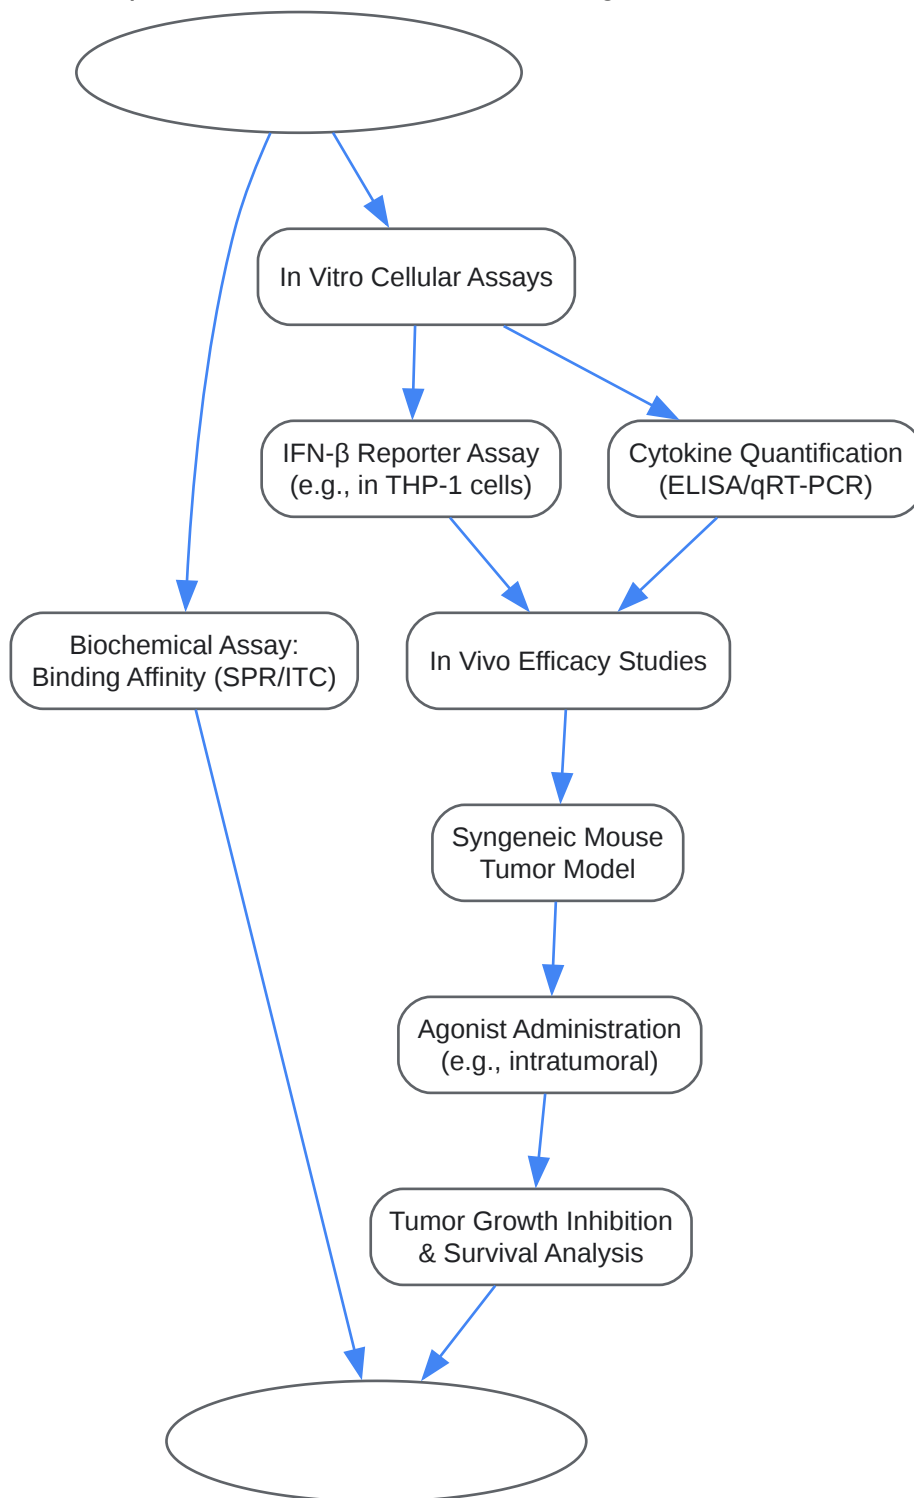 In Vitro Cellular Assays
IFN-β Reporter Assay
(e.g., in THP-1 cells)
Cytokine Quantification
(ELISA/qRT-PCR)
Biochemical Assay:
Binding Affinity (SPR/ITC)
In Vivo Efficacy Studies
Syngeneic Mouse
Tumor Model
Agonist Administration
(e.g., intratumoral)
Tumor Growth Inhibition
& Survival Analysis